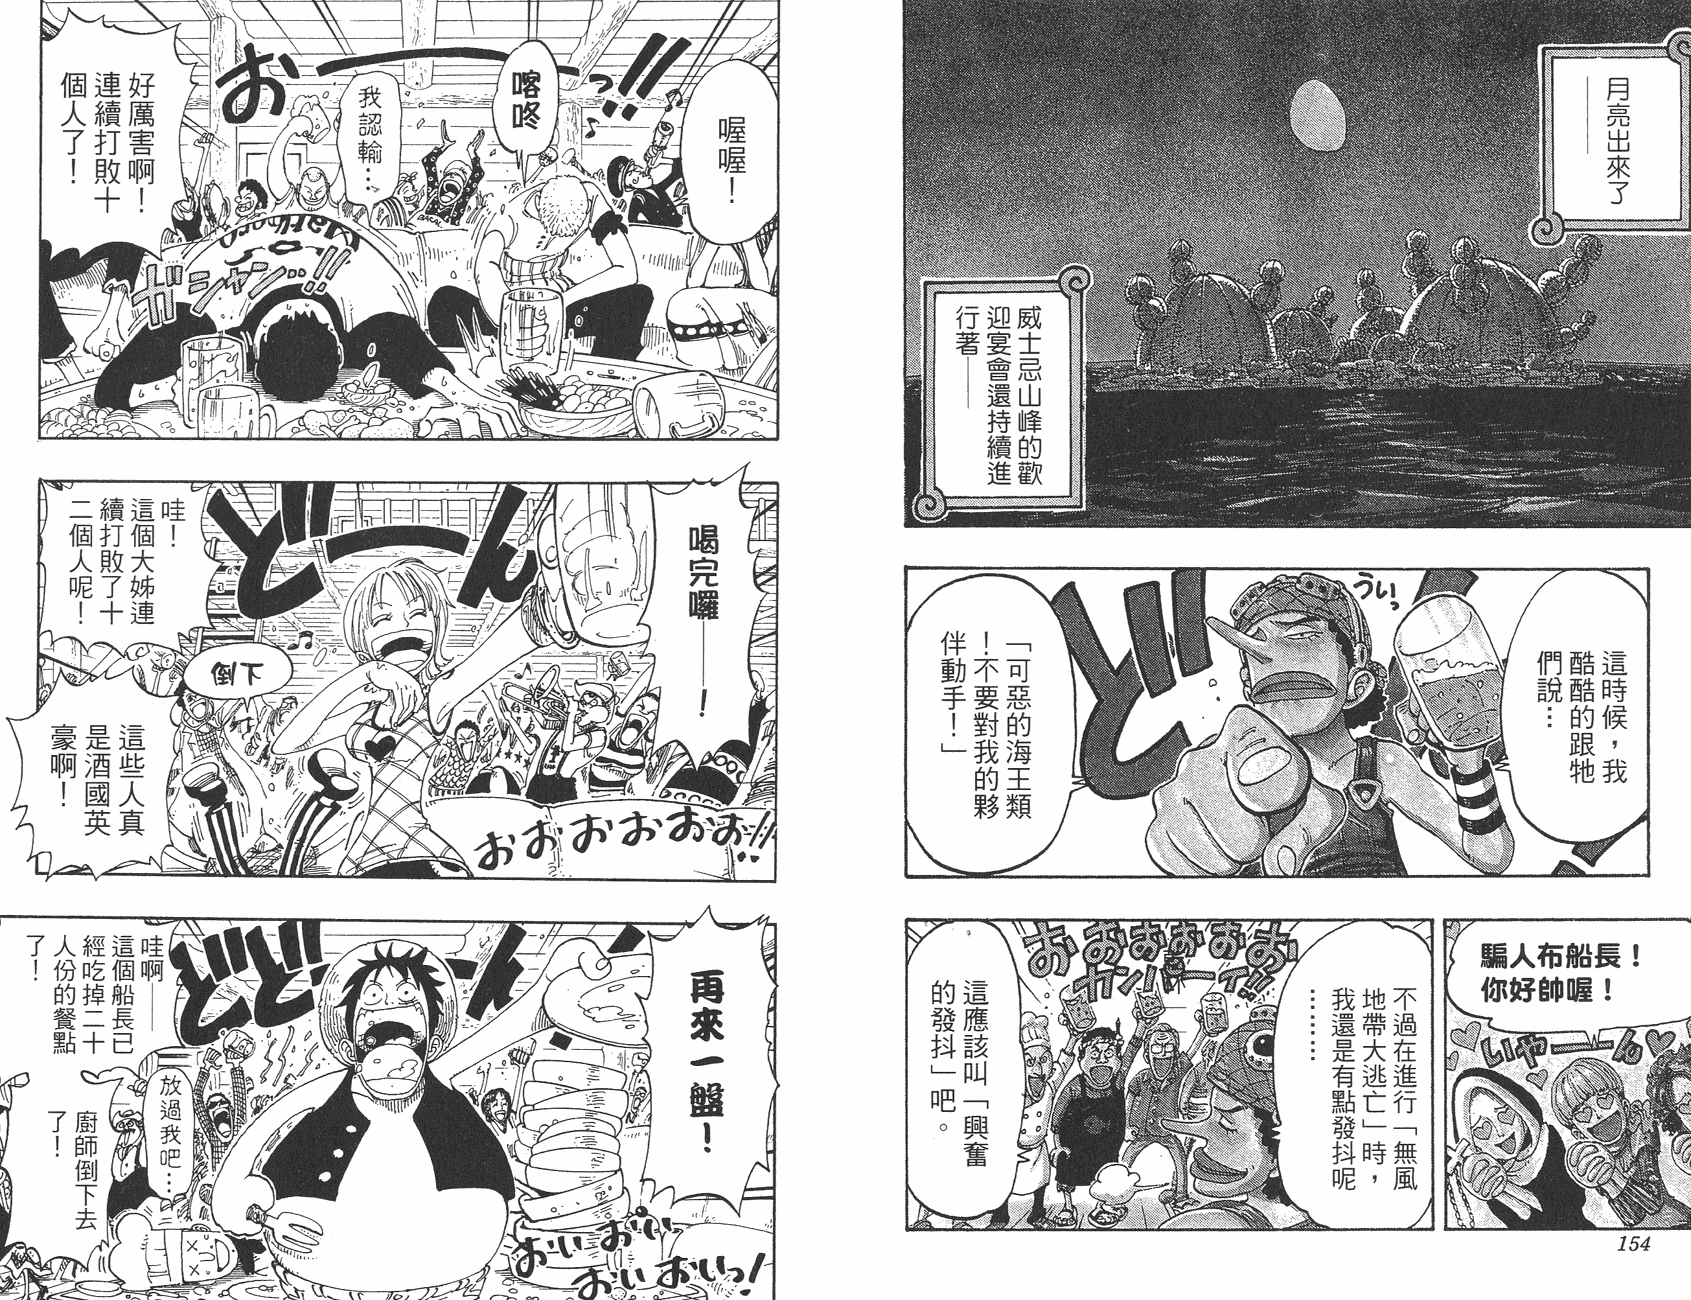 月亮出來了
——
威士忌山峰的歡
迎宴會還持續進
行著——
這時候，我
酷酷的跟牠
們說…
「可惡的海王類
！不要對我的夥
伴動手！」
うぃっ
ど
騙人布船長！
你好帥喔！
いやーーん
不過在進行「無風
地帶大逃亡」時，
我還是有點發抖呢
………
這應該叫「興奮
的發抖」吧。
おおおおおお
カンパーイ!!
154
喔喔！
喀咚
我認輸…
おーっ!!
好厲害啊！
連續打敗十
個人了！
ガシャン!!
喝完囉——！
どーん
哇！
這個大姊連
續打敗了十
二個人呢！
倒下
這些人真
是酒國英
豪啊！
おおおおおお!!
再來一盤！
どどん
哇啊——
這個船長已
經吃掉二十
人份的餐點
了！
放過我吧…
廚師倒下去
了！
おいおい
おいおいっ！
154